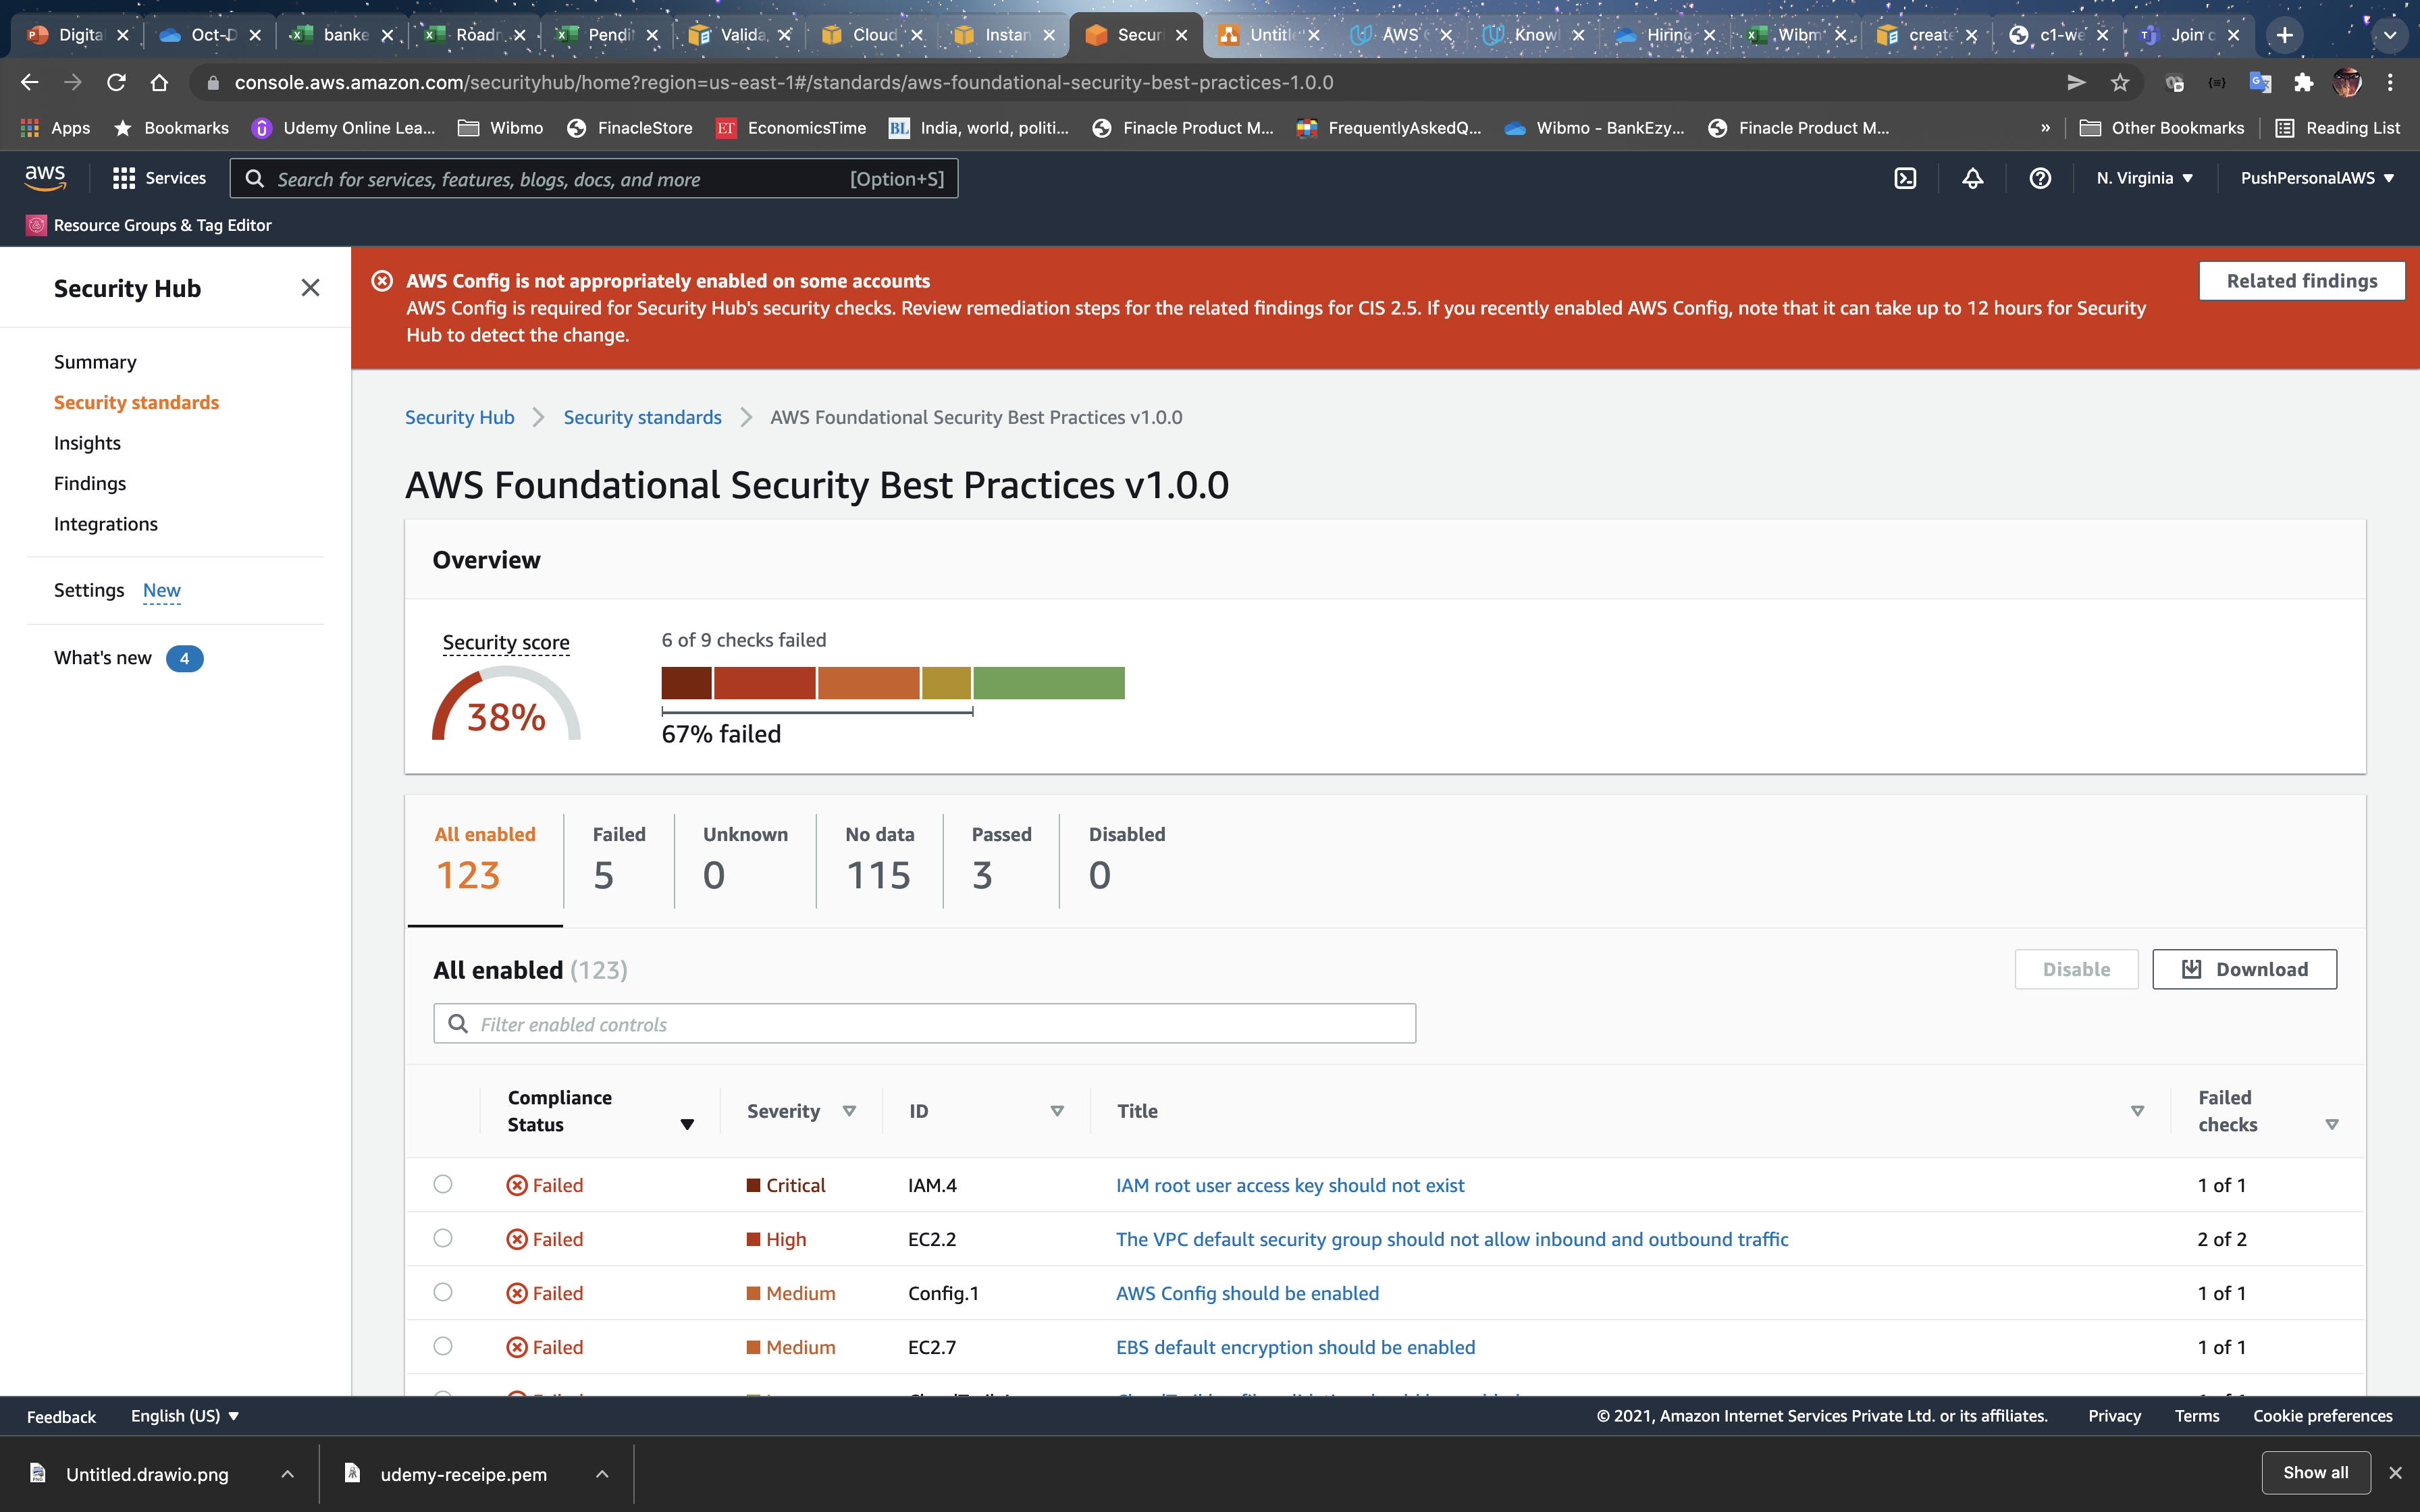 Digita
Oct-D
banke
Roadn
Pendi
Valida
Cloud
Instan
Secur
Untitl
AWS
Know
Hiring
Wibm
create
c1-we
Join c
console.aws.amazon.com/securityhub/home?region=us-east-1#/standards/aws-foundational-security-best-practices-1.0.0
Apps
Bookmarks
Udemy Online Lea...
Wibmo
FinacleStore
EconomicsTime
India, world, politi...
Finacle Product M...
FrequentlyAskedQ...
Wibmo - BankEzy...
Finacle Product M...
»
Other Bookmarks
Reading List
aws
Services
Search for services, features, blogs, docs, and more
[Option+S]
N. Virginia
PushPersonalAWS
Resource Groups & Tag Editor
Security Hub
Summary
Security standards
Insights
Findings
Integrations
Settings New
What's new 4
AWS Config is not appropriately enabled on some accounts
AWS Config is required for Security Hub's security checks. Review remediation steps for the related findings for CIS 2.5. If you recently enabled AWS Config, note that it can take up to 12 hours for Security
Hub to detect the change.
Related findings
Security Hub
Security standards
AWS Foundational Security Best Practices v1.0.0
AWS Foundational Security Best Practices v1.0.0
Overview
Security score
38%
6 of 9 checks failed
67% failed
All enabled
123
Failed
5
Unknown
0
No data
115
Passed
3
Disabled
0
All enabled (123)
Disable
Download
Filter enabled controls
Compliance
Status
Severity
ID
Title
Failed
checks
Failed Critical IAM.4 IAM root user access key should not exist 1 of 1
Failed High EC2.2 The VPC default security group should not allow inbound and outbound traffic 2 of 2
Failed Medium Config.1 AWS Config should be enabled 1 of 1
Failed Medium EC2.7 EBS default encryption should be enabled 1 of 1
Feedback
English (US)
© 2021, Amazon Internet Services Private Ltd. or its affiliates.
Privacy
Terms
Cookie preferences
Untitled.drawio.png
udemy-receipe.pem
Show all